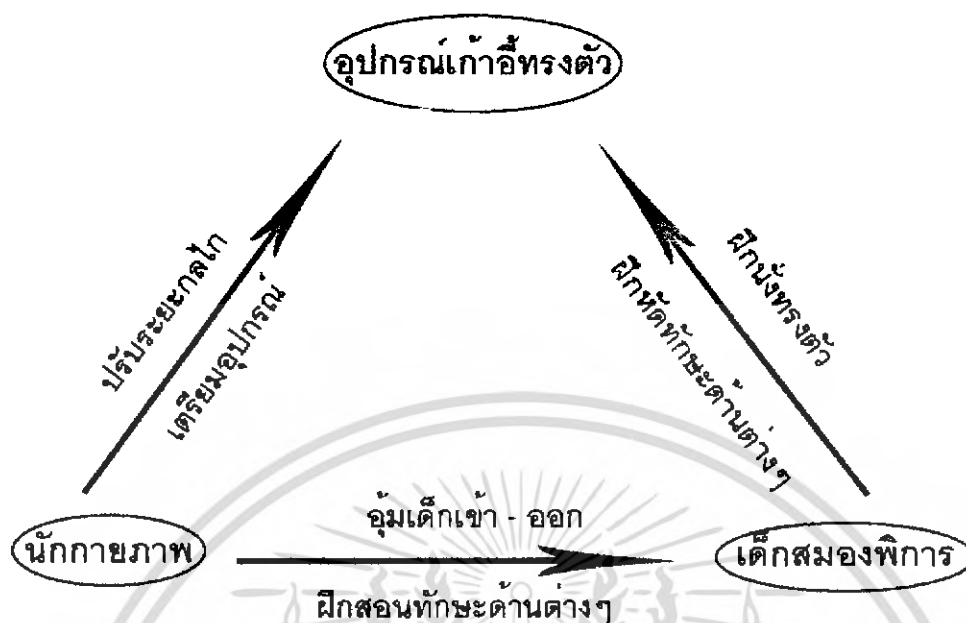 อุปกรณ์เก้าอี้ทรงตัว
ปรับระยะกลไก
เตรียมอุปกรณ์
ฝึกนั่งทรงตัว
ฝึกหัดทักษะด้านต่างๆ
อุ้มเด็กเข้า - ออก
นักกายภาพ
เด็กสมองพิการ
ฝึกสอนทักษะด้านต่างๆ